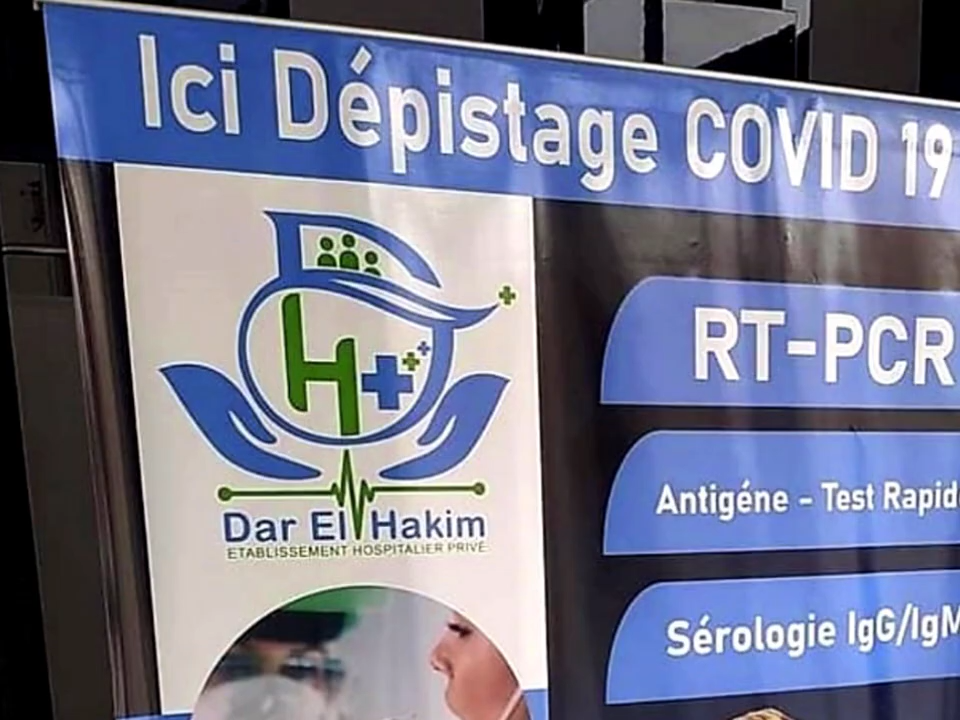 Ici Dépistage COVID 19
H
RT-PCR
Antigéne - Test Rapid
Dar El Hakim
ETABLISSEMENT HOSPITALIER PRIVE
Sérologie IgG/IgM